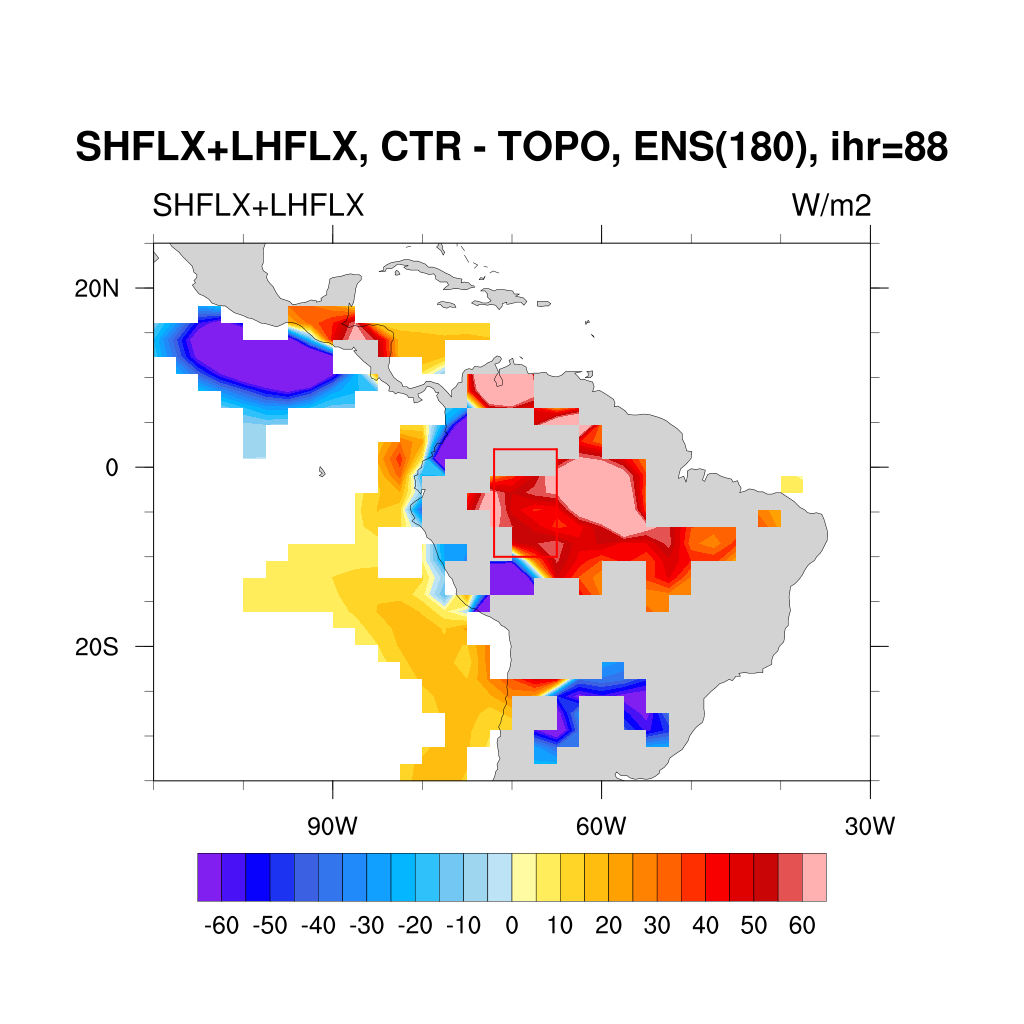 SHFLX+LHFLX, CTR - TOPO, ENS(180), ihr=88
SHFLX+LHFLX W/m2
20N
0
20S
90W 60W 30W
-60 -50 -40 -30 -20 -10 0 10 20 30 40 50 60